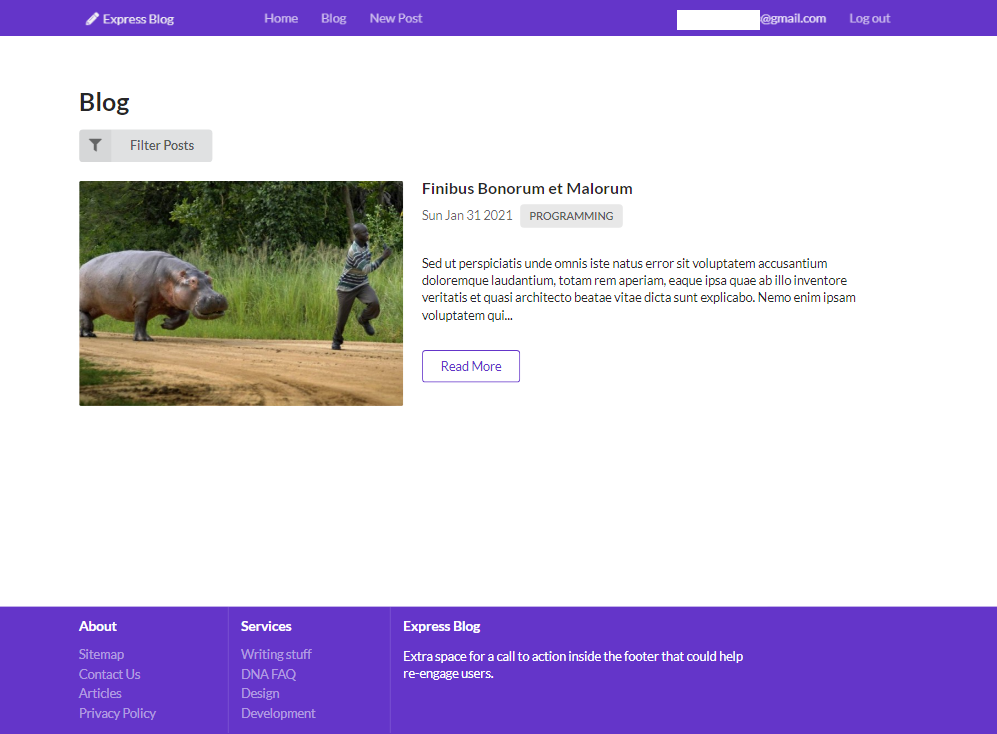 Express Blog
Home
Blog
New Post
@gmail.com
Log out
Blog
Filter Posts
Finibus Bonorum et Malorum
Sun Jan 31 2021
PROGRAMMING
Sed ut perspiciatis unde omnis iste natus error sit voluptatem accusantium
doloremque laudantium, totam rem aperiam, eaque ipsa quae ab illo inventore
veritatis et quasi architecto beatae vitae dicta sunt explicabo. Nemo enim ipsam
voluptatem qui...
Read More
About
Sitemap
Contact Us
Articles
Privacy Policy
Services
Writing stuff
DNA FAQ
Design
Development
Express Blog
Extra space for a call to action inside the footer that could help
re-engage users.